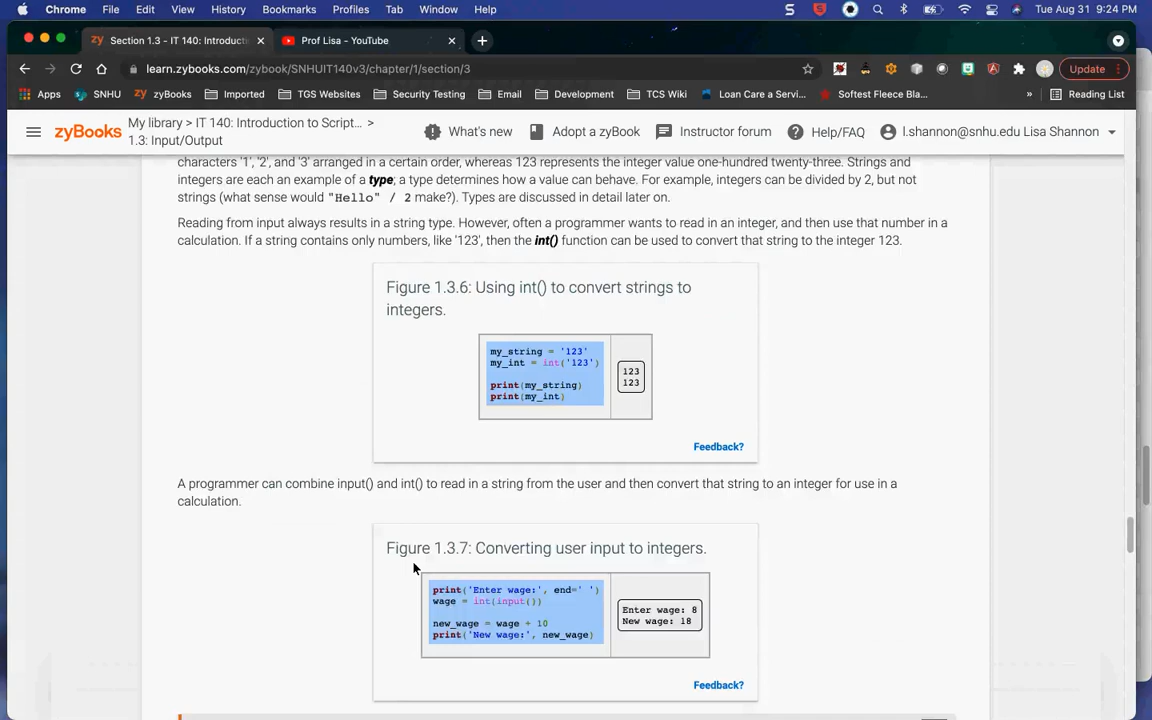 Chrome File Edit View History Bookmarks Profiles Tab Window Help Tue Aug 31 9:24 PM
zy Section 1.3 - IT 140: Introducti Prof Lisa - YouTube
learn.zybooks.com/zybook/SNHUIT140v3/chapter/1/section/3 Update
Apps SNHU zy zyBooks Imported TGS Websites Security Testing Email Development TCS Wiki Loan Care a Servi... Softest Fleece Bla... » Reading List
zyBooks My library > IT 140: Introduction to Script... > What's new Adopt a zyBook Instructor forum Help/FAQ l.shannon@snhu.edu Lisa Shannon
1.3: Input/Output
characters '1', '2', and '3' arranged in a certain order, whereas 123 represents the integer value one-hundred twenty-three. Strings and
integers are each an example of a type; a type determines how a value can behave. For example, integers can be divided by 2, but not
strings (what sense would "Hello" / 2 make?). Types are discussed in detail later on.
Reading from input always results in a string type. However, often a programmer wants to read in an integer, and then use that number in a
calculation. If a string contains only numbers, like '123', then the int() function can be used to convert that string to the integer 123.
Figure 1.3.6: Using int() to convert strings to
integers.
my_string = '123'
my_int = int('123')
print(my_string)
print(my_int)
123
123
Feedback?
A programmer can combine input() and int() to read in a string from the user and then convert that string to an integer for use in a
calculation.
Figure 1.3.7: Converting user input to integers.
print('Enter wage:', end=' ')
wage = int(input())
new_wage = wage + 10
print('New wage:', new_wage)
Enter wage: 8
New wage: 18
Feedback?